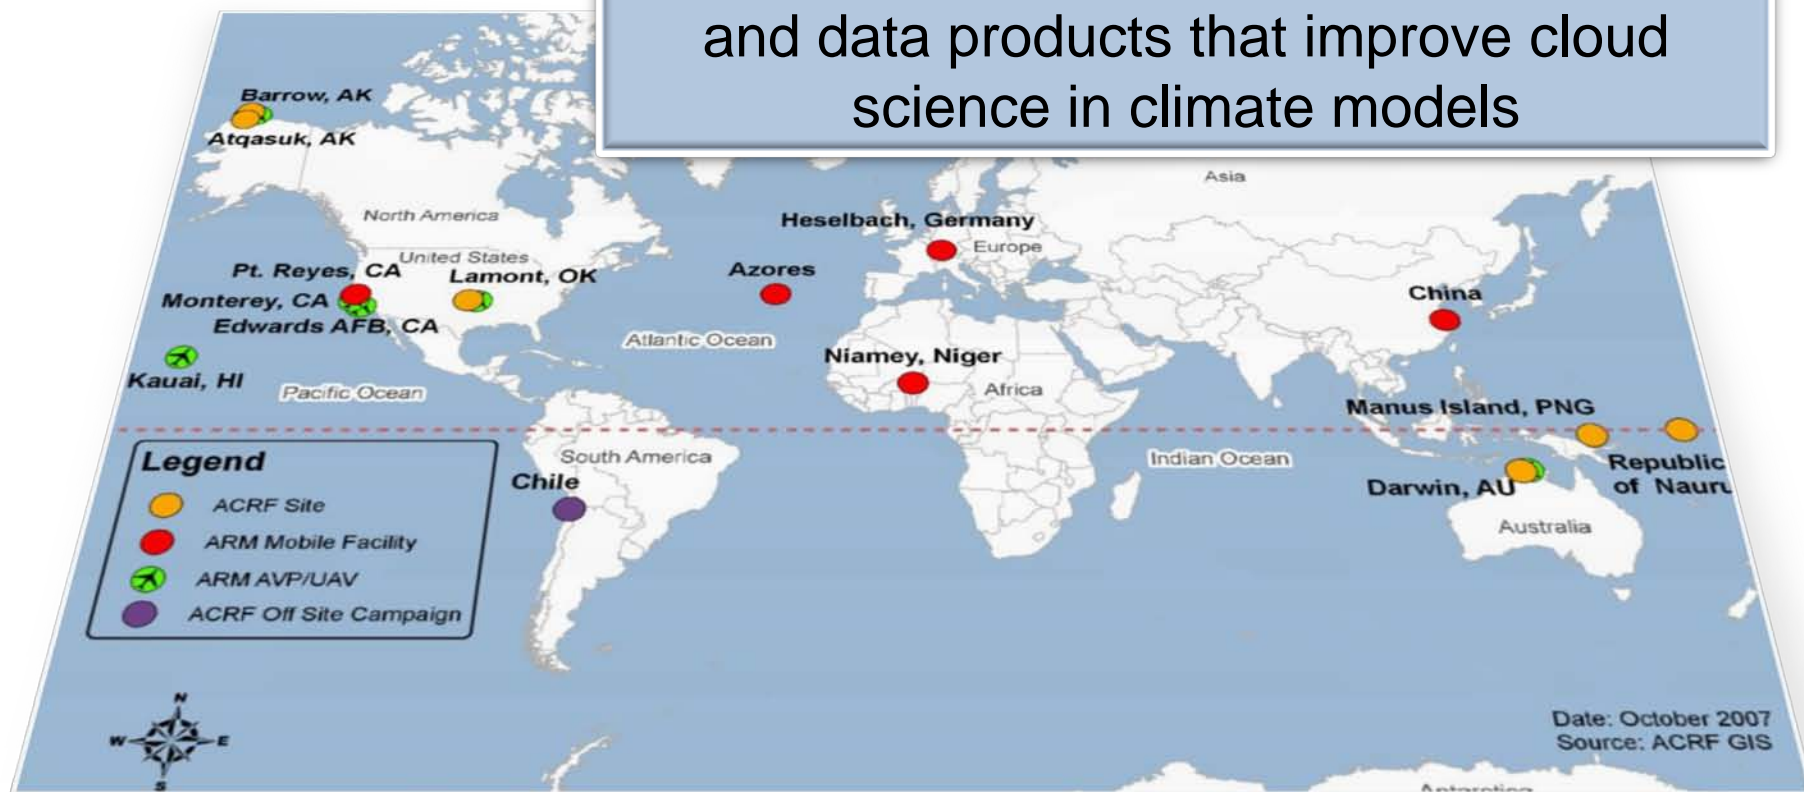 and data products that improve cloud
science in climate models
Barrow, AK
Atqasuk, AK
Asia
North America
Heselbach, Germany
Europe
United States
Pt. Reyes, CA
Lamont, OK
Azores
Monterey, CA
China
Edwards AFB, CA
Atlantic Ocean
Niamey, Niger
Kauai, HI
Pacific Ocean
Africa
Manus Island, PNG
Legend
South America
Indian Ocean
Republic
of Nauru
Chile
Darwin, AU
ACRF Site
Australia
ARM Mobile Facility
ARM AVP/UAV
ACRF Off Site Campaign
N
W
E
S
Date: October 2007
Source: ACRF GIS